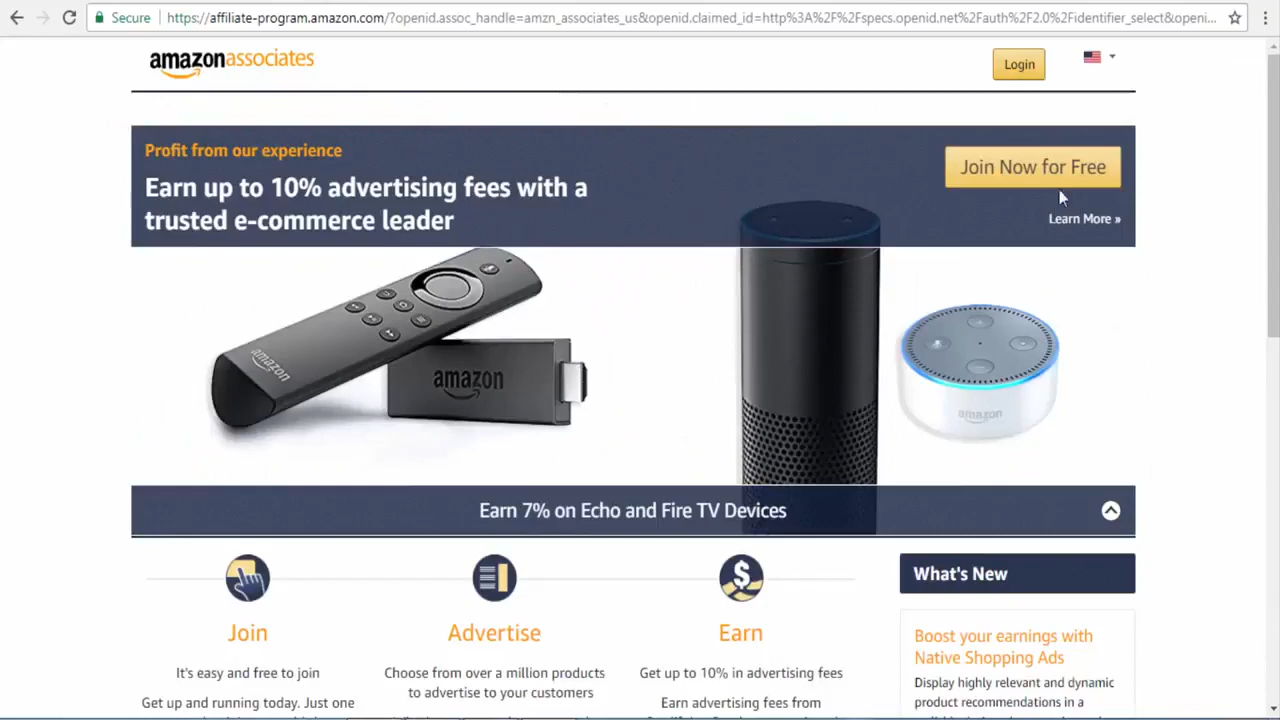 Secure
https://affiliate-program.amazon.com/?openid.assoc_handle=amzn_associates_us&openid.claimed_id=http%3A%2F%2Fspecs.openid.net%2Fauth%2F2.0%2Fidentifier_select&openi...
amazonassociates
Login
Profit from our experience
Earn up to 10% advertising fees with a
trusted e-commerce leader
Join Now for Free
Learn More »
amazon
amazon
amazon
Earn 7% on Echo and Fire TV Devices
Join
It's easy and free to join
Get up and running today. Just one
Advertise
Choose from over a million products
to advertise to your customers
Earn
Get up to 10% in advertising fees
Earn advertising fees from
What's New
Boost your earnings with
Native Shopping Ads
Display highly relevant and dynamic
product recommendations in a